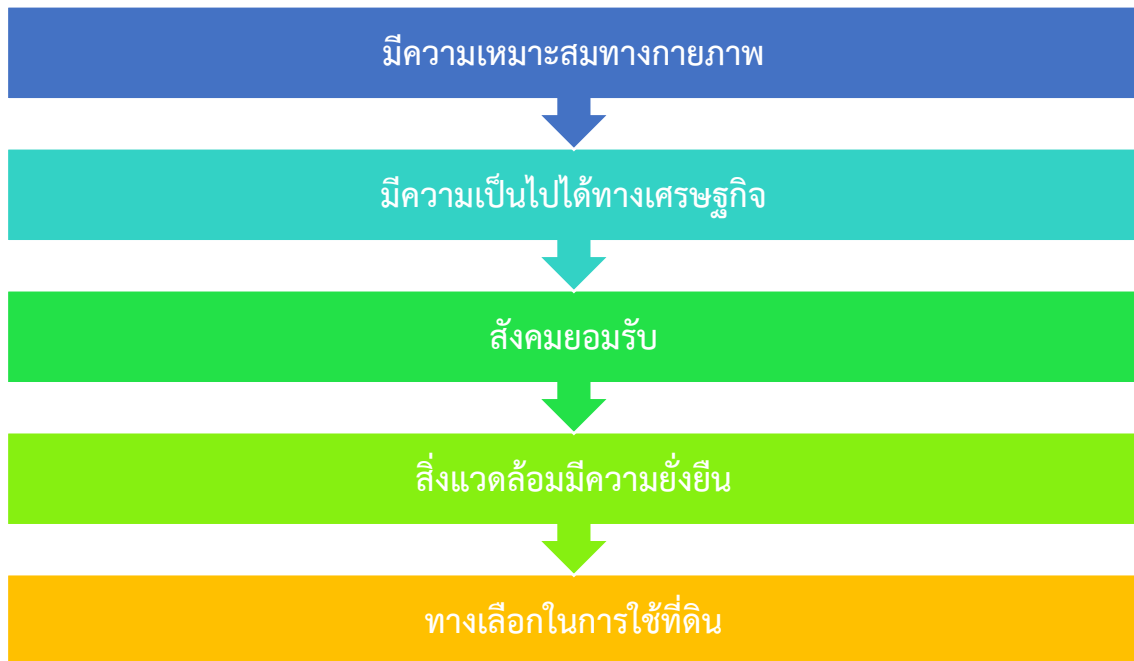 มีความเหมาะสมทางกายภาพ
มีความเป็นไปได้ทางเศรษฐกิจ
สังคมยอมรับ
สิ่งแวดล้อมมีความยั่งยืน
ทางเลือกในการใช้ที่ดิน